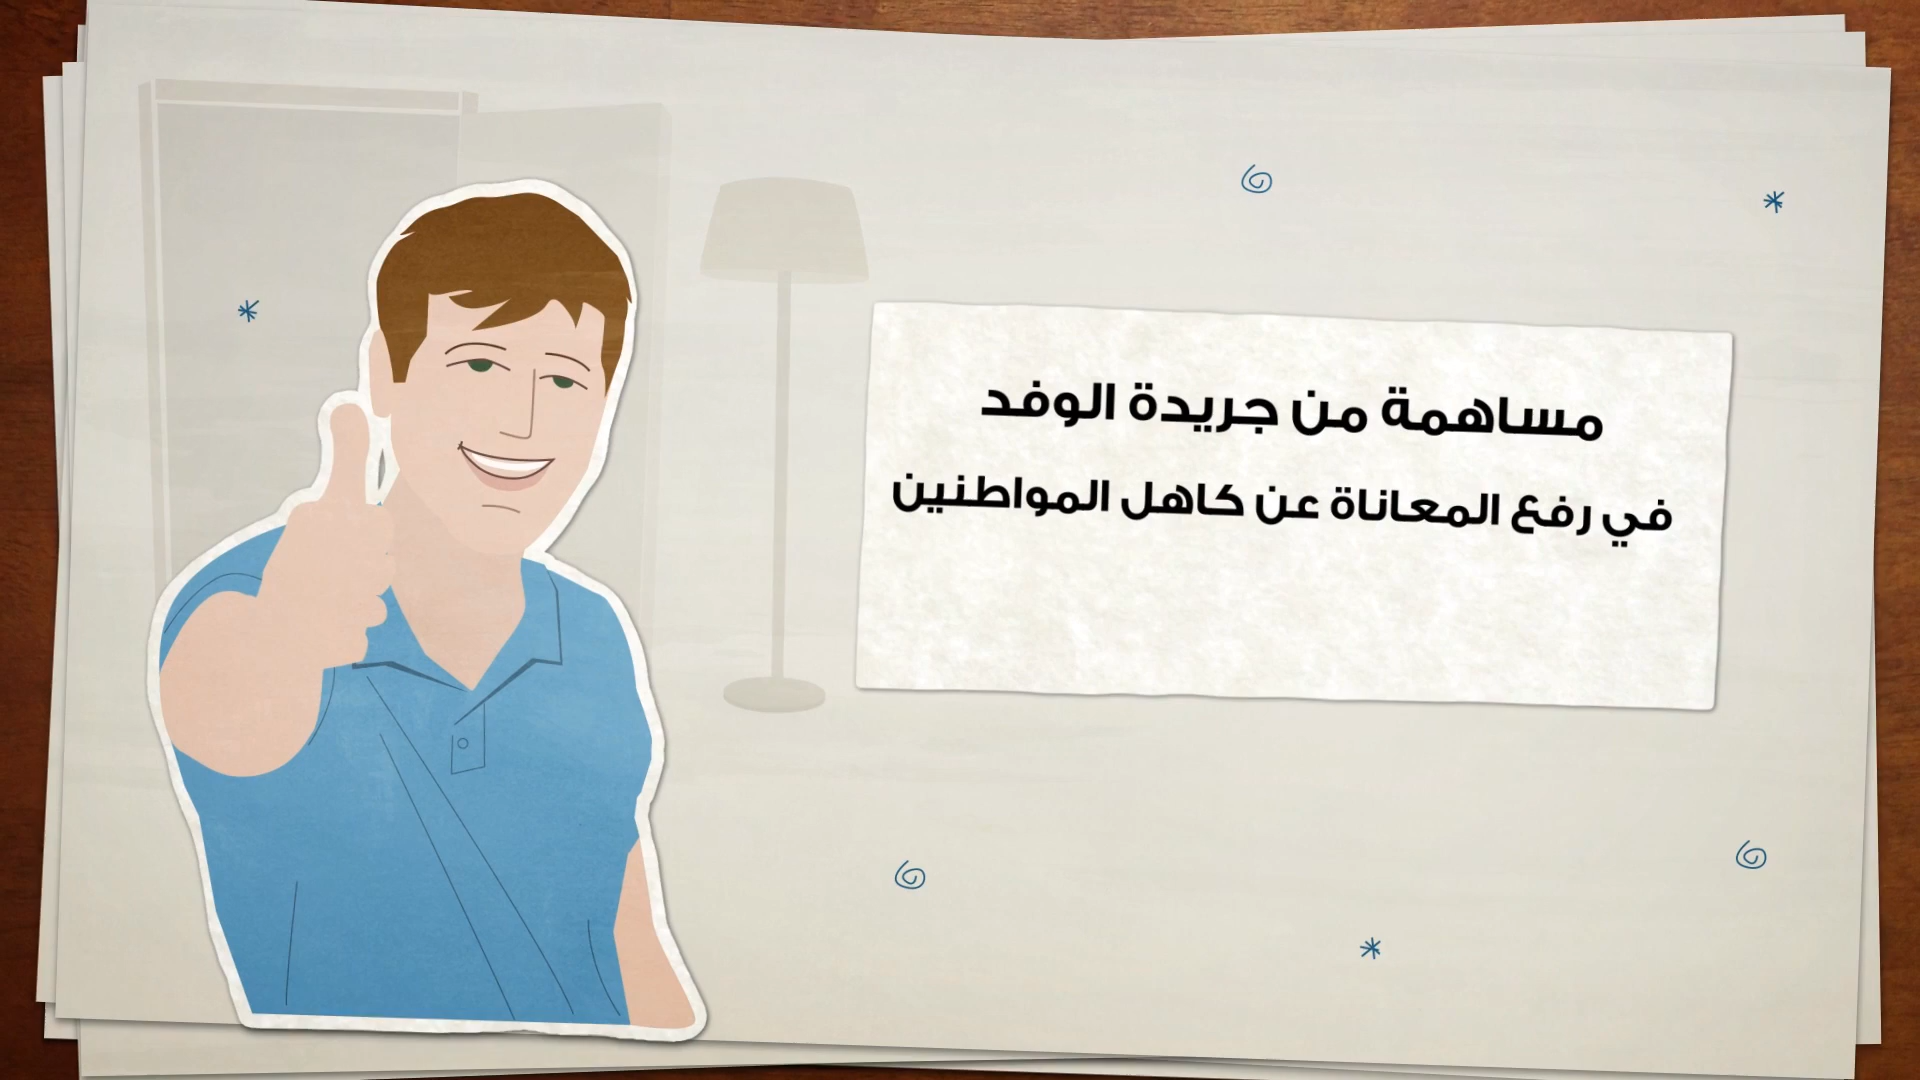 مساهمة من جريدة الوفد
في رفع المعاناة عن كاهل المواطنين